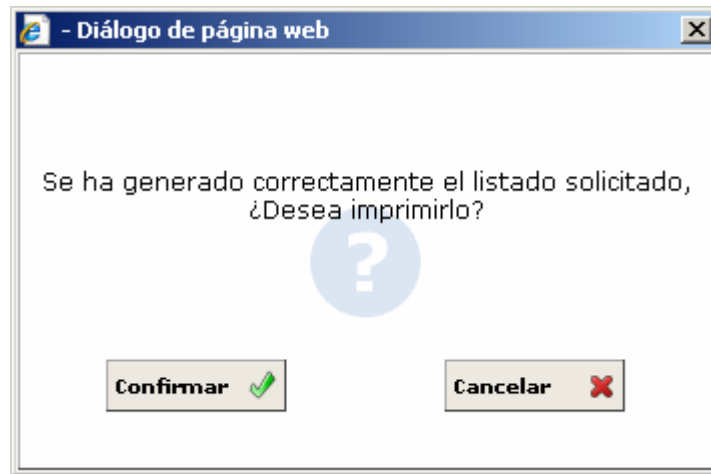 - Diálogo de página web
Se ha generado correctamente el listado solicitado,
¿Desea imprimirlo?
?
Confirmar
Cancelar